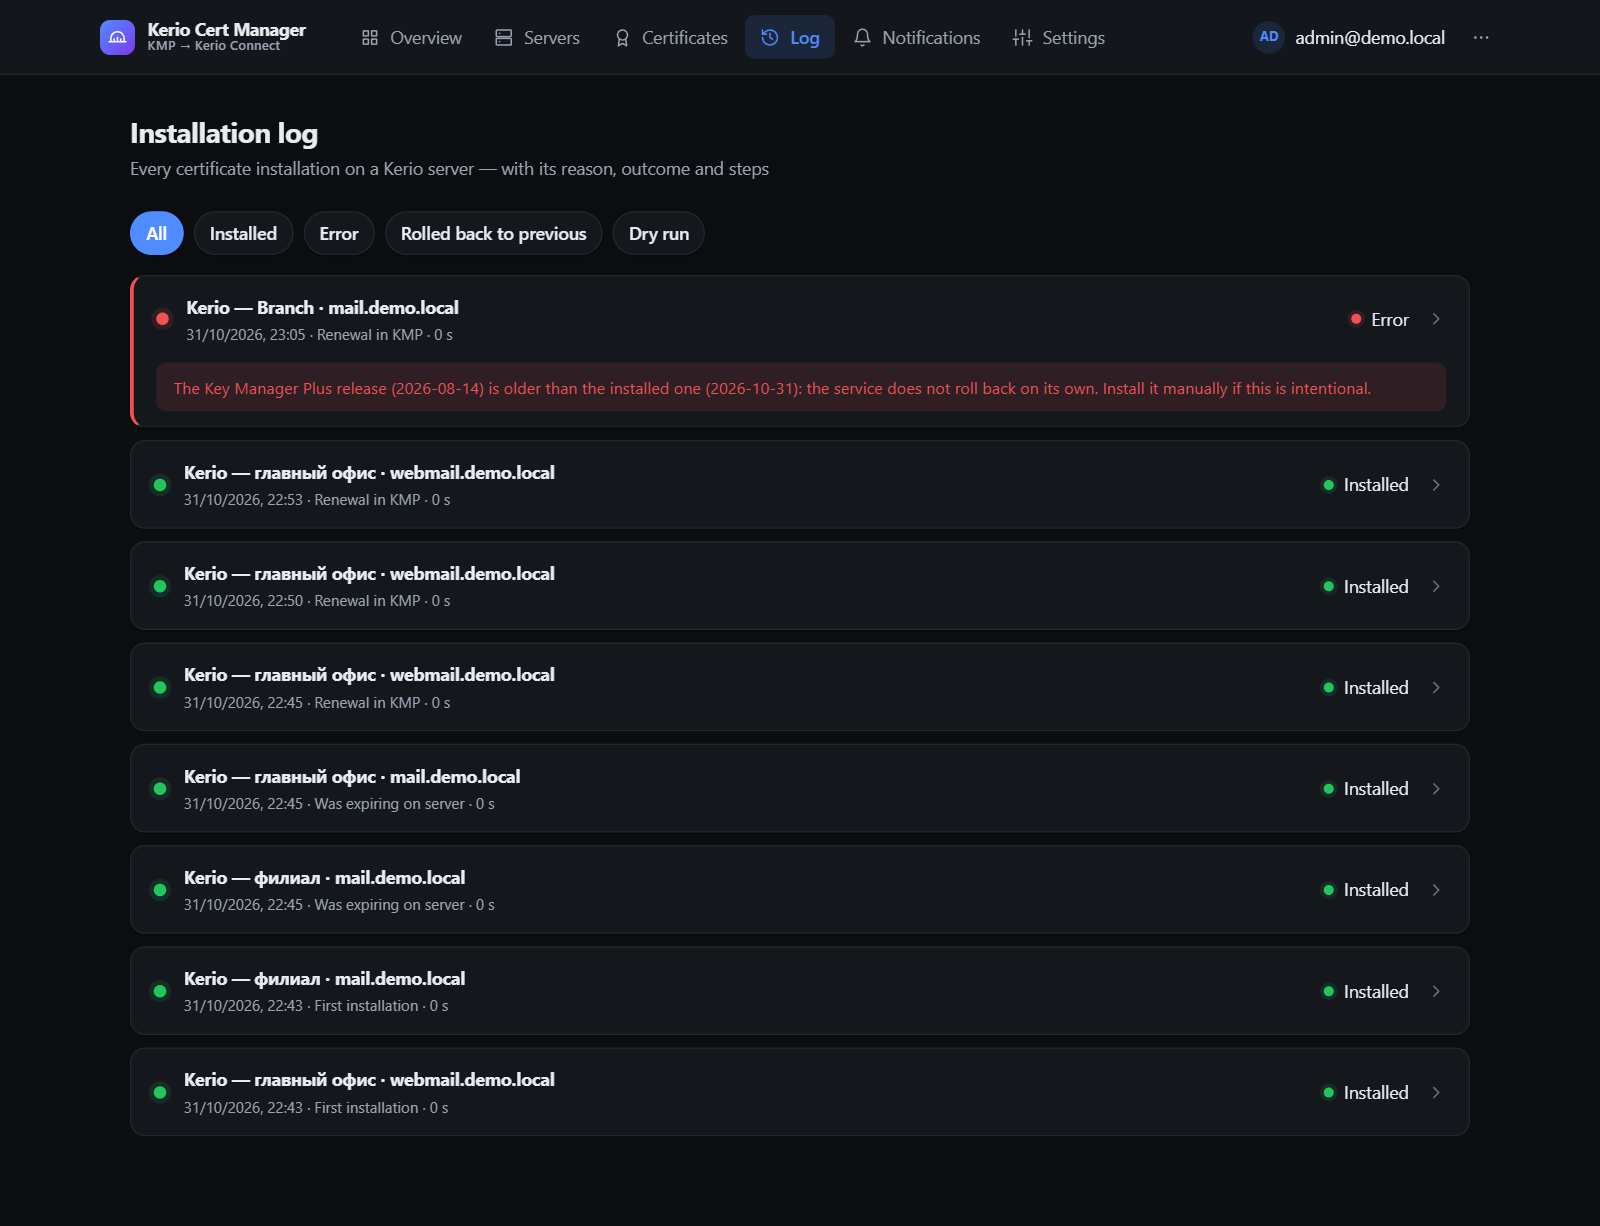 Kerio Cert Manager
KMP → Kerio Connect
Overview
Servers
Certificates
Log
Notifications
Settings
AD
admin@demo.local
Installation log
Every certificate installation on a Kerio server — with its reason, outcome and steps
All
Installed
Error
Rolled back to previous
Dry run
Kerio — Branch · mail.demo.local
31/10/2026, 23:05 · Renewal in KMP · 0 s
Error
The Key Manager Plus release (2026-08-14) is older than the installed one (2026-10-31): the service does not roll back on its own. Install it manually if this is intentional.
Kerio — главный офис · webmail.demo.local
31/10/2026, 22:53 · Renewal in KMP · 0 s
Installed
Kerio — главный офис · webmail.demo.local
31/10/2026, 22:50 · Renewal in KMP · 0 s
Installed
Kerio — главный офис · webmail.demo.local
31/10/2026, 22:45 · Renewal in KMP · 0 s
Installed
Kerio — главный офис · mail.demo.local
31/10/2026, 22:45 · Was expiring on server · 0 s
Installed
Kerio — филиал · mail.demo.local
31/10/2026, 22:45 · Was expiring on server · 0 s
Installed
Kerio — филиал · mail.demo.local
31/10/2026, 22:43 · First installation · 0 s
Installed
Kerio — главный офис · webmail.demo.local
31/10/2026, 22:43 · First installation · 0 s
Installed